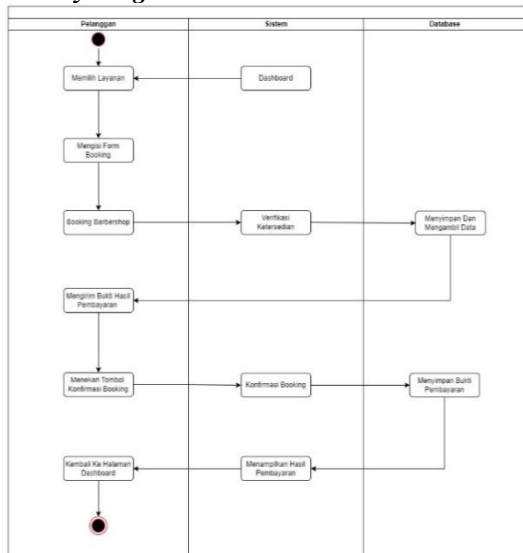 Pelanggan
Sistem
Database
Memilih Layanan
Dashboard
Mengisi Form
Booking
Booking Barbershop
Verifikasi
Ketersedian
Menyimpan Dan
Mengambil Data
Mengirim Bukti Hasil
Pembayaran
Menekan Tombol
Konfirmasi Booking
Konfirmasi Booking
Menyimpan Bukti
Pembayaran
Kembali Ke Halaman
Dashboard
Menampilkan Hasil
Pembayaran